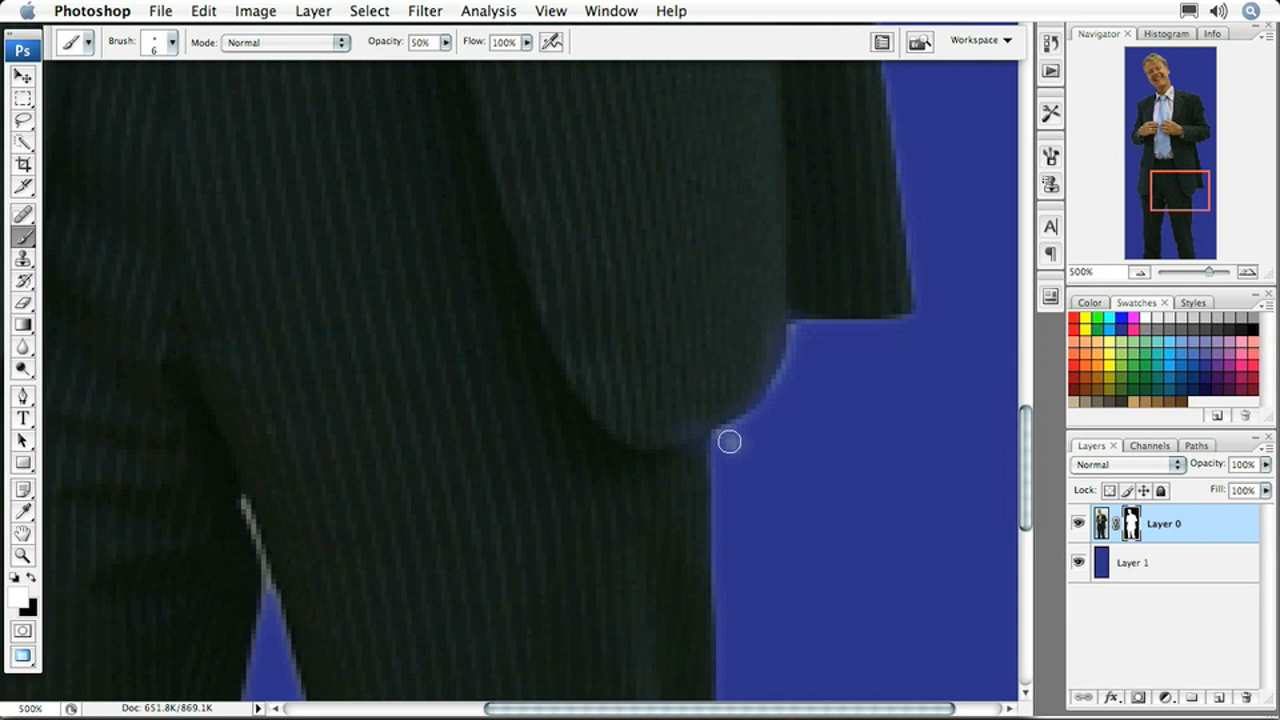 Photoshop File Edit Image Layer Select Filter Analysis View Window Help
Ps
Brush: 6 Mode: Normal Opacity: 50% Flow: 100% Workspace
Navigator Histogram Info
500%
Color Swatches Styles
Layers Channels Paths
Normal Opacity: 100%
Lock: Fill: 100%
Layer 0
Layer 1
T
A
fx
500% Doc: 651.8K/869.1K